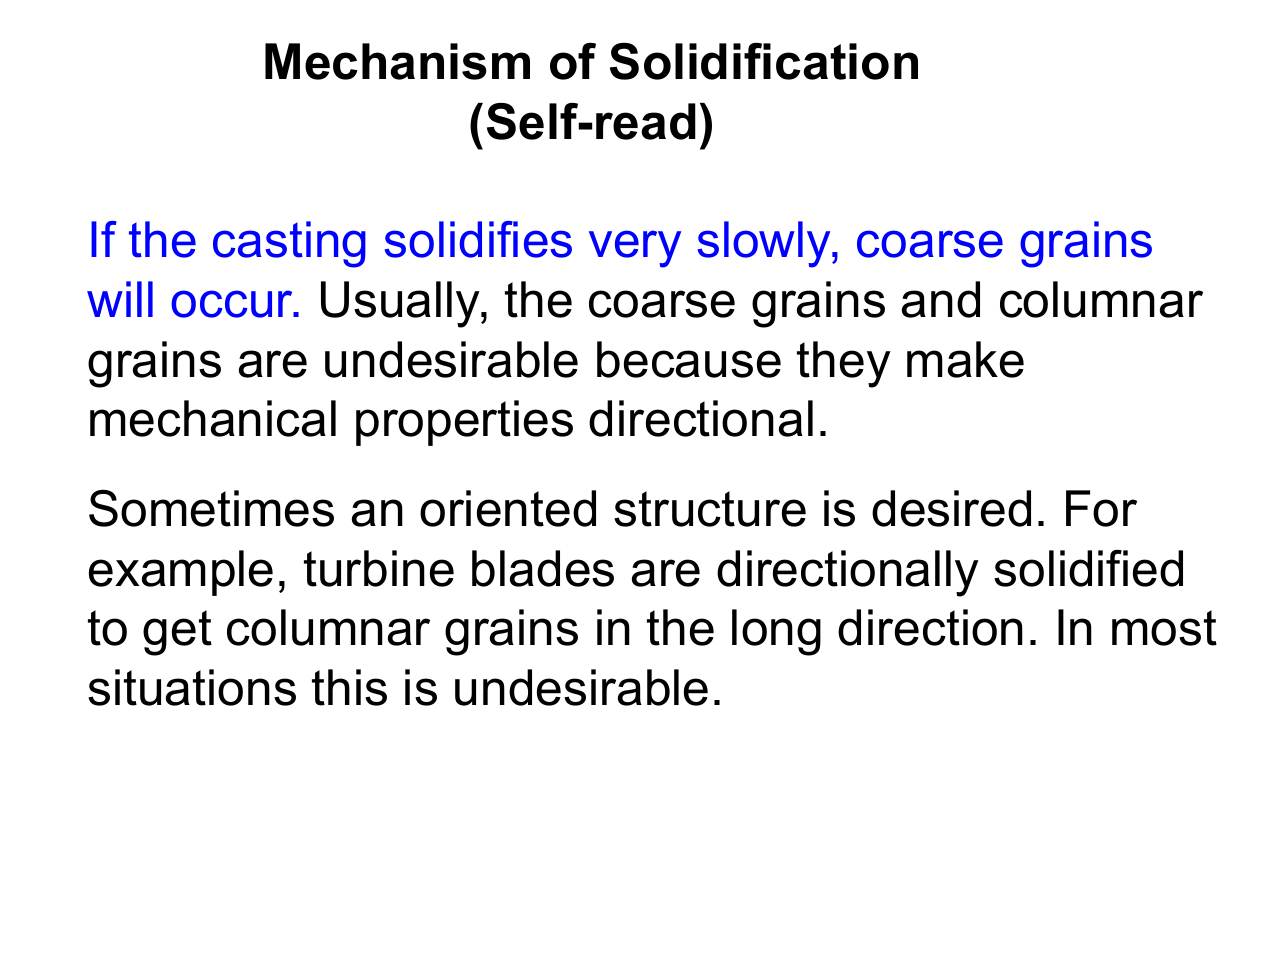 Mechanism of Solidification
(Self-read)
If the casting solidifies very slowly, coarse grains
will occur. Usually, the coarse grains and columnar
grains are undesirable because they make
mechanical properties directional.
Sometimes an oriented structure is desired. For
example, turbine blades are directionally solidified
to get columnar grains in the long direction. In most
situations this is undesirable.